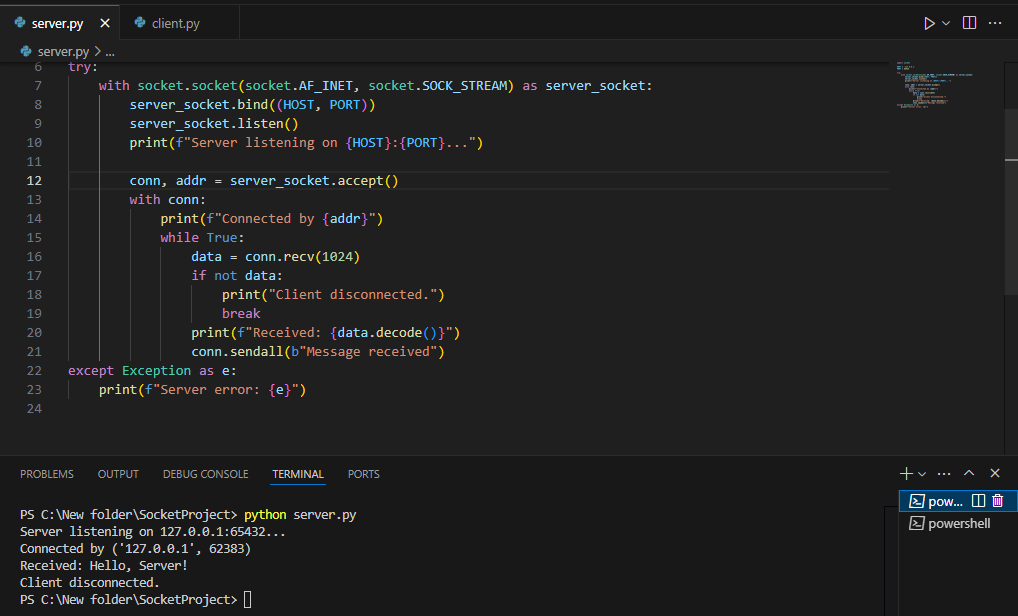 server.py
client.py
server.py > ...
6 try:
7 with socket.socket(socket.AF_INET, socket.SOCK_STREAM) as server_socket:
8 server_socket.bind((HOST, PORT))
9 server_socket.listen()
10 print(f"Server listening on {HOST}:{PORT}...")
11
12 conn, addr = server_socket.accept()
13 with conn:
14 print(f"Connected by {addr}")
15 while True:
16 data = conn.recv(1024)
17 if not data:
18 print("Client disconnected.")
19 break
20 print(f"Received: {data.decode()}")
21 conn.sendall(b"Message received")
22 except Exception as e:
23 print(f"Server error: {e}")
24
PROBLEMS OUTPUT DEBUG CONSOLE TERMINAL PORTS
pow...
powershell
PS C:\New folder\SocketProject> python server.py
Server listening on 127.0.0.1:65432...
Connected by ('127.0.0.1', 62383)
Received: Hello, Server!
Client disconnected.
PS C:\New folder\SocketProject>